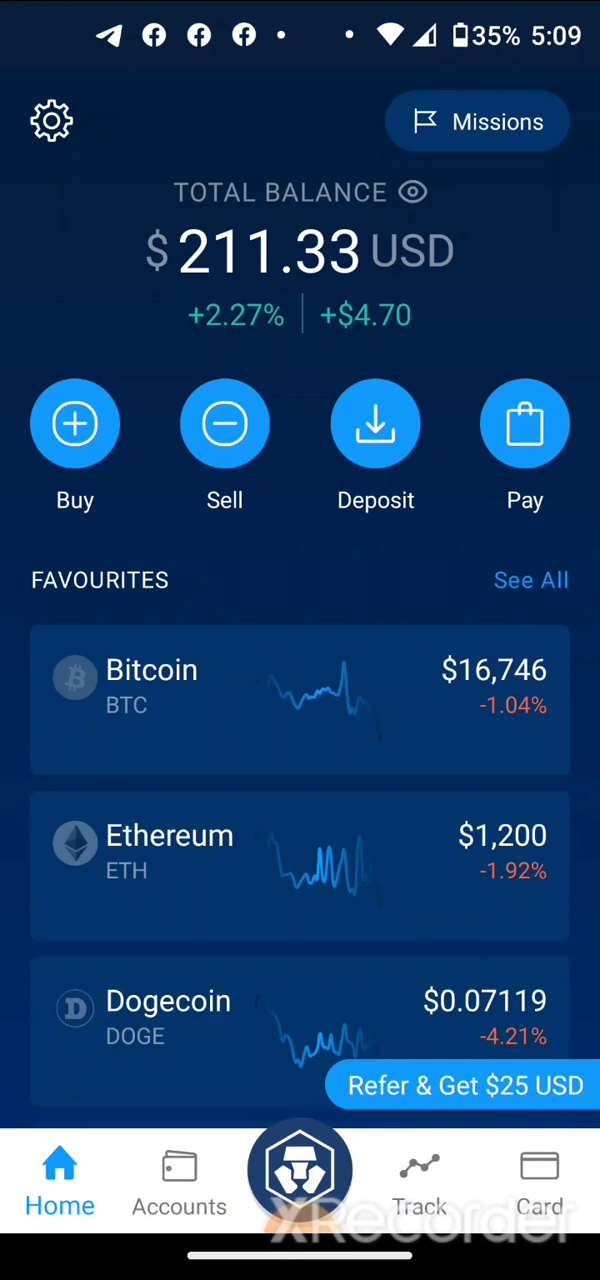 35% 5:09
Missions
TOTAL BALANCE
$211.33 USD
+2.27% +$4.70
Buy Sell Deposit Pay
FAVOURITES See All
Bitcoin $16,746
BTC -1.04%
Ethereum $1,200
ETH -1.92%
Dogecoin $0.07119
DOGE -4.21%
Refer & Get $25 USD
Home Accounts Track Card
XRecorder